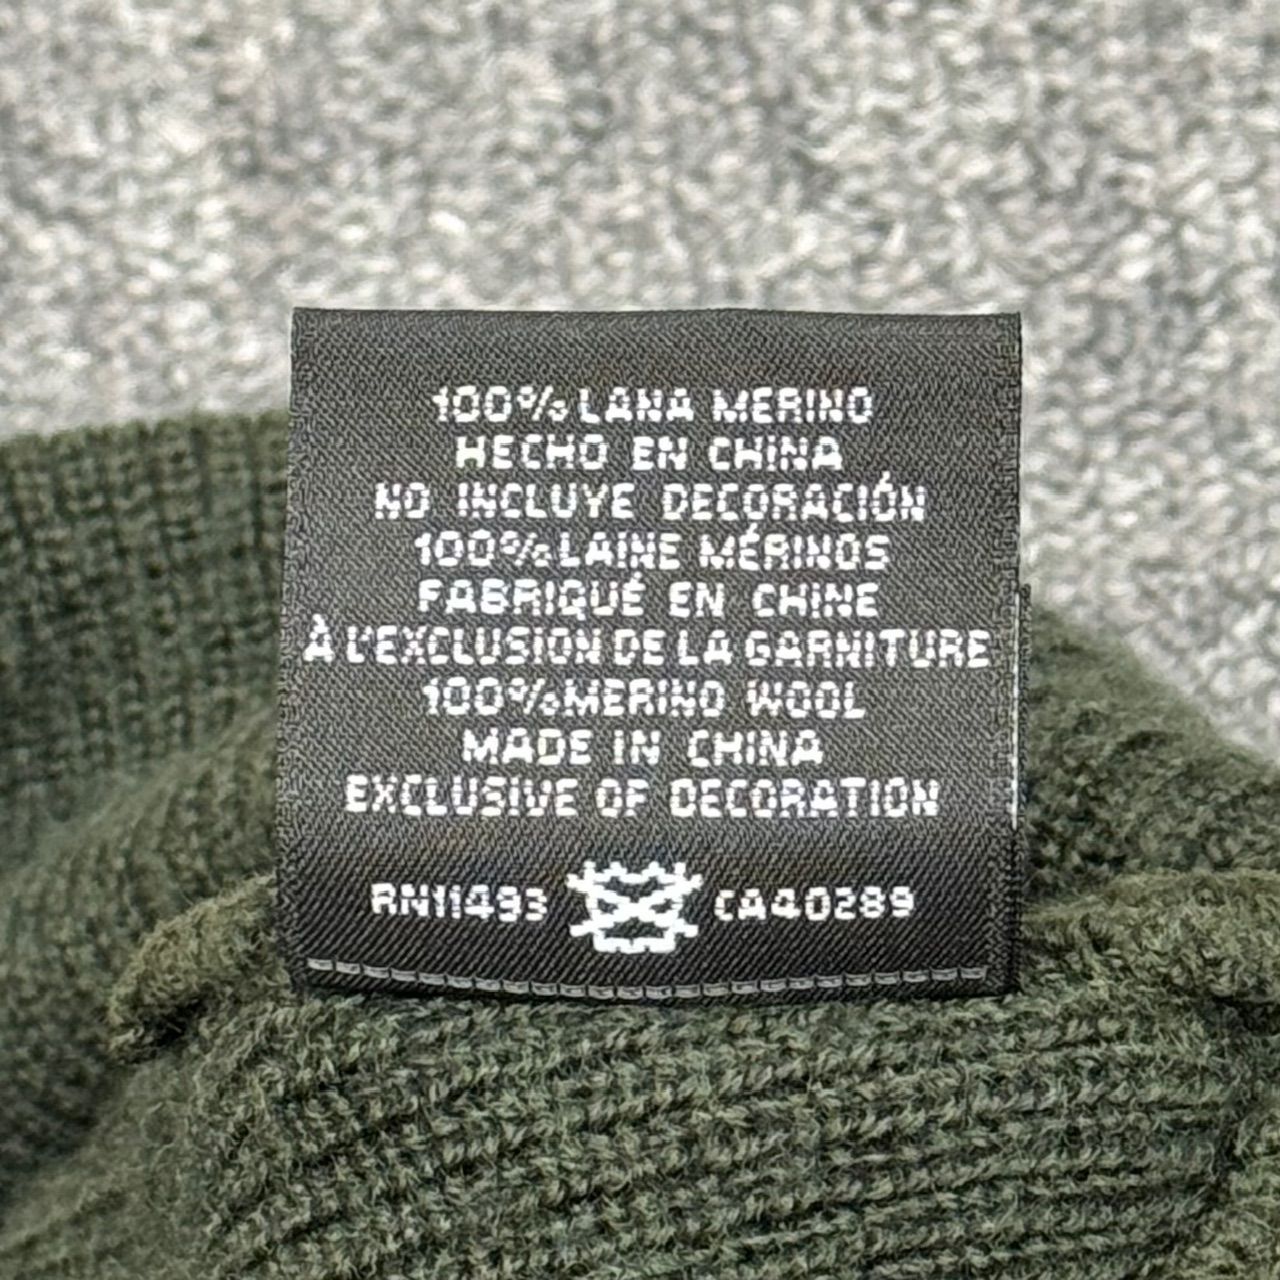 100% LANA MERINO
HECHO EN CHINA
NO INCLUYE DECORACIÓN
100% LAINE MÉRINOS
FABRIQUÉ EN CHINE
À L'EXCLUSION DE LA GARNITURE
100% MERINO WOOL
MADE IN CHINA
EXCLUSIVE OF DECORATION
RN11493 CA40289